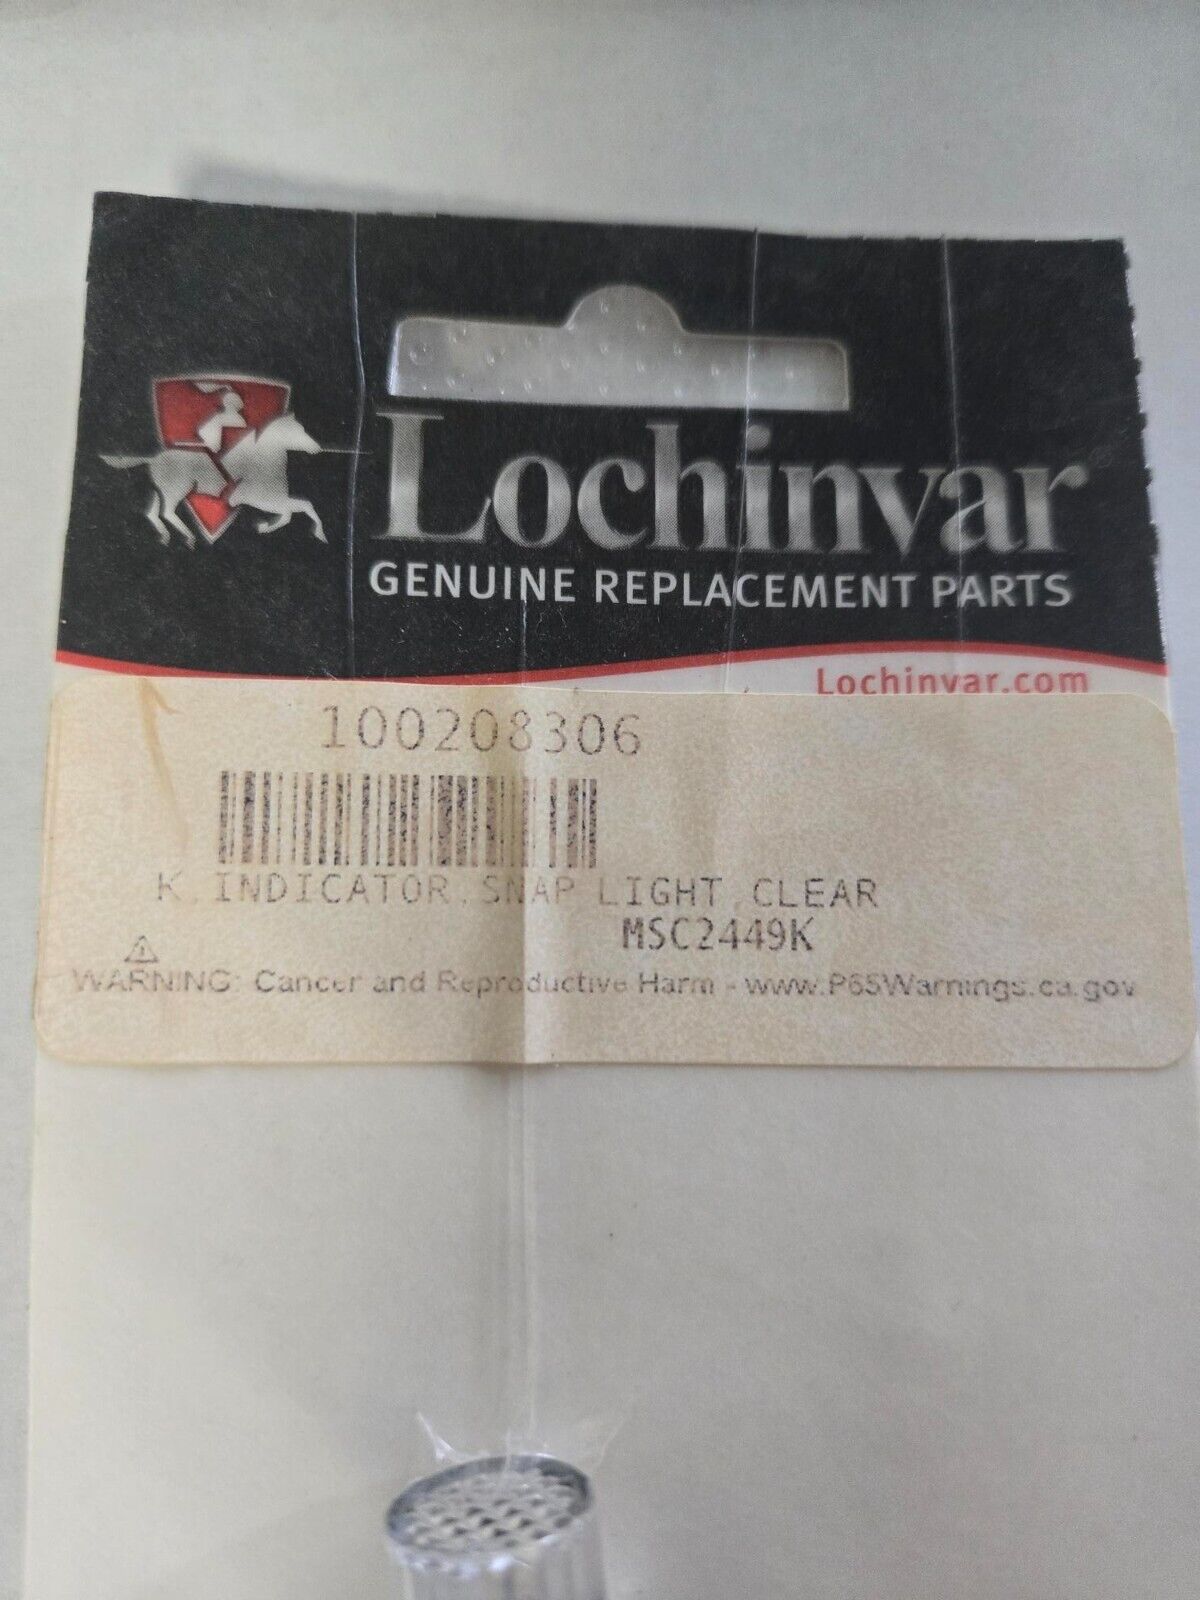 Lochinvar®
GENUINE REPLACEMENT PARTS
Lochinvar.com
100208306
K,INDICATOR,SNAP LIGHT,CLEAR
MSC2449K
WARNING: Cancer and Reproductive Harm - www.P65Warnings.ca.gov